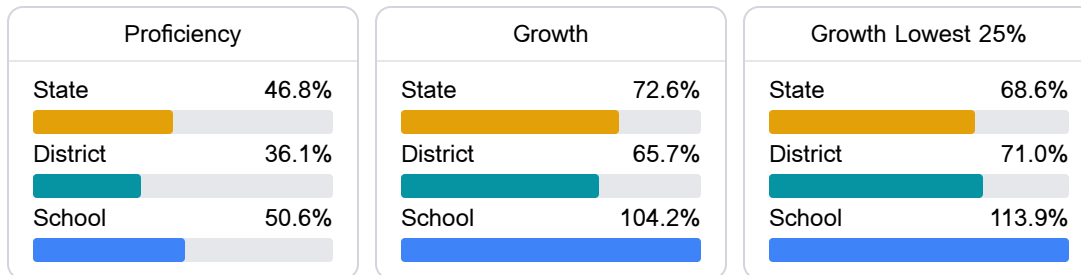 Proficiency
State 46.8%
District 36.1%
School 50.6%
Growth
State 72.6%
District 65.7%
School 104.2%
Growth Lowest 25%
State 68.6%
District 71.0%
School 113.9%